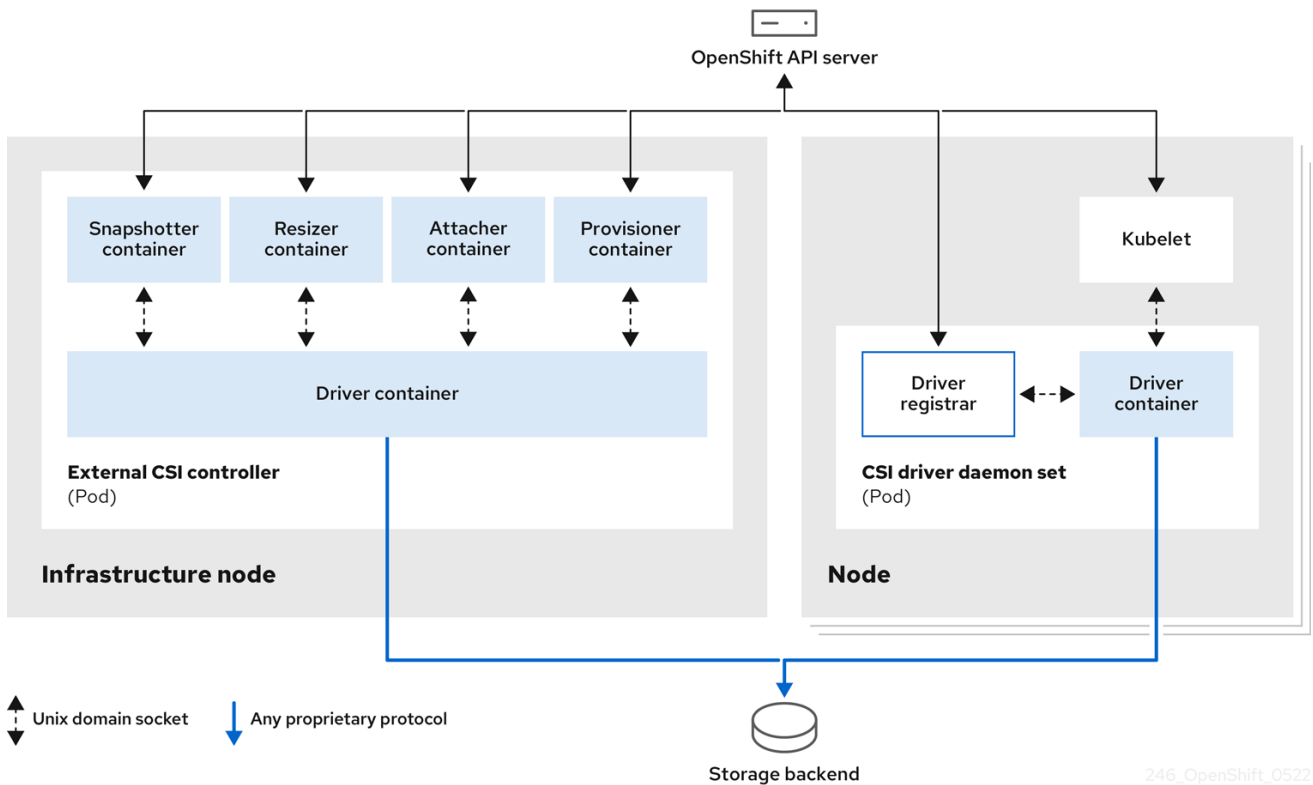 OpenShift API server
Snapshotter
container
Resizer
container
Attacher
container
Provisioner
container
Kubelet
Driver container
Driver
registrar
Driver
container
External CSI controller
(Pod)
CSI driver daemon set
(Pod)
Infrastructure node
Node
Unix domain socket
Any proprietary protocol
Storage backend
246_OpenShift_0522